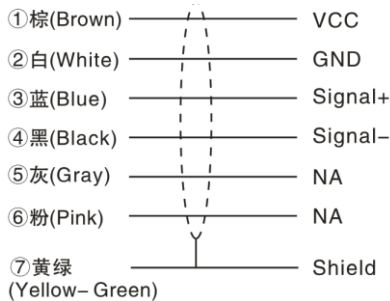 ①棕(Brown) VCC
②白(White) GND
③蓝(Blue) Signal+
④黑(Black) Signal−
⑤灰(Gray) NA
⑥粉(Pink) NA
⑦黄绿 Shield
(Yellow−Green)